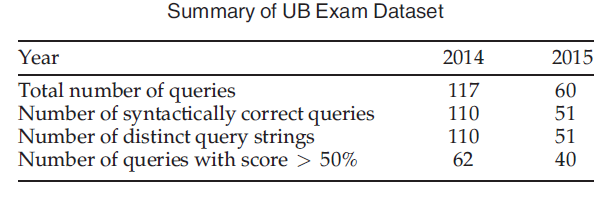 Summary of UB Exam Dataset
Year 2014 2015
Total number of queries 117 60
Number of syntactically correct queries 110 51
Number of distinct query strings 110 51
Number of queries with score > 50% 62 40